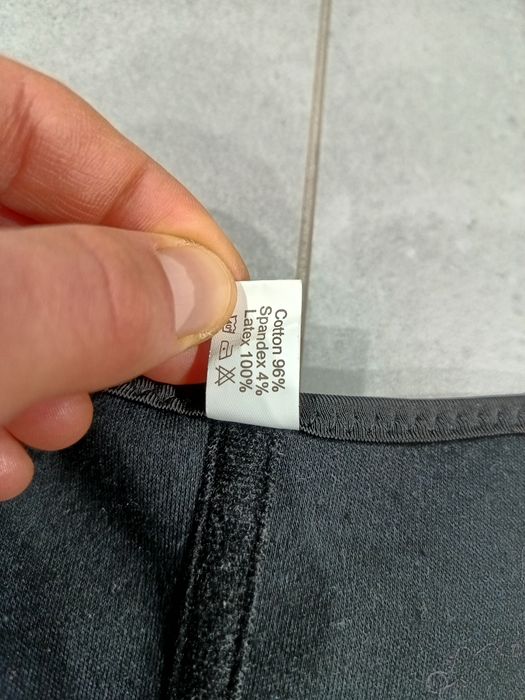 Cotton 96%
Spandex 4%
Latex 100%